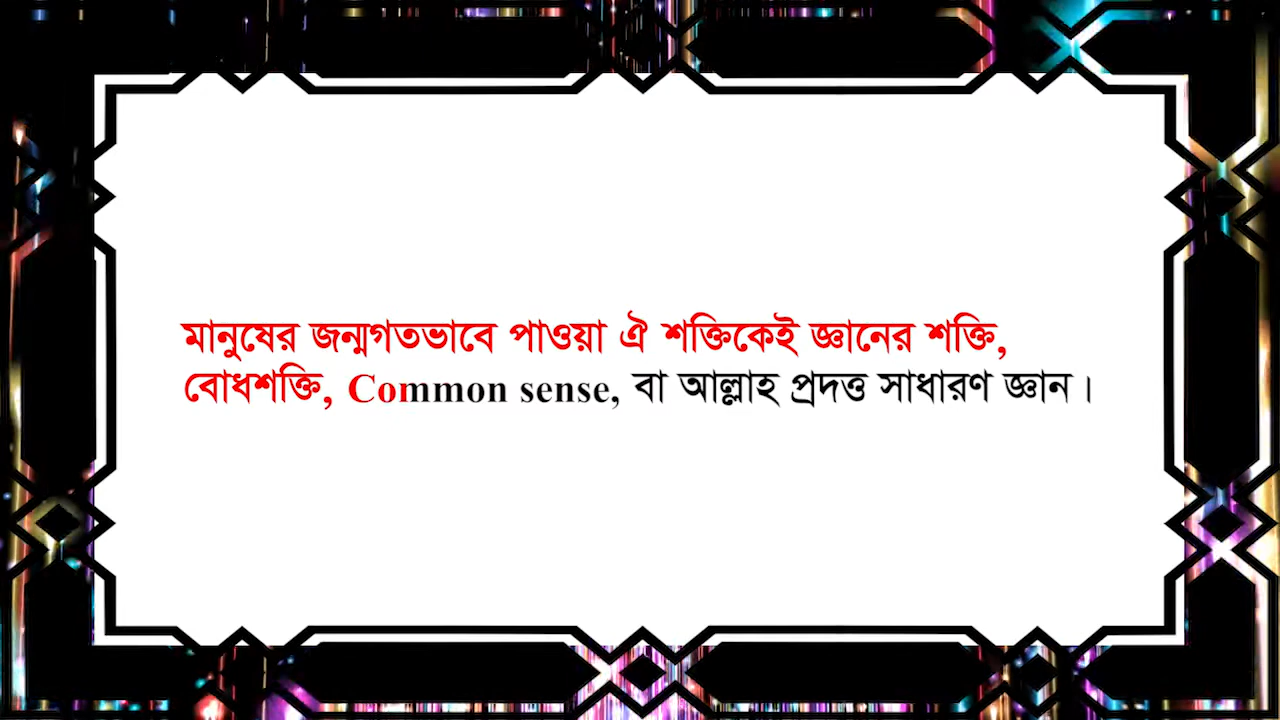 মানুষের জন্মগতভাবে পাওয়া ঐ শক্তিকেই জ্ঞানের শক্তি,
বোধশক্তি, Common sense, বা আল্লাহ প্রদত্ত সাধারণ জ্ঞান।